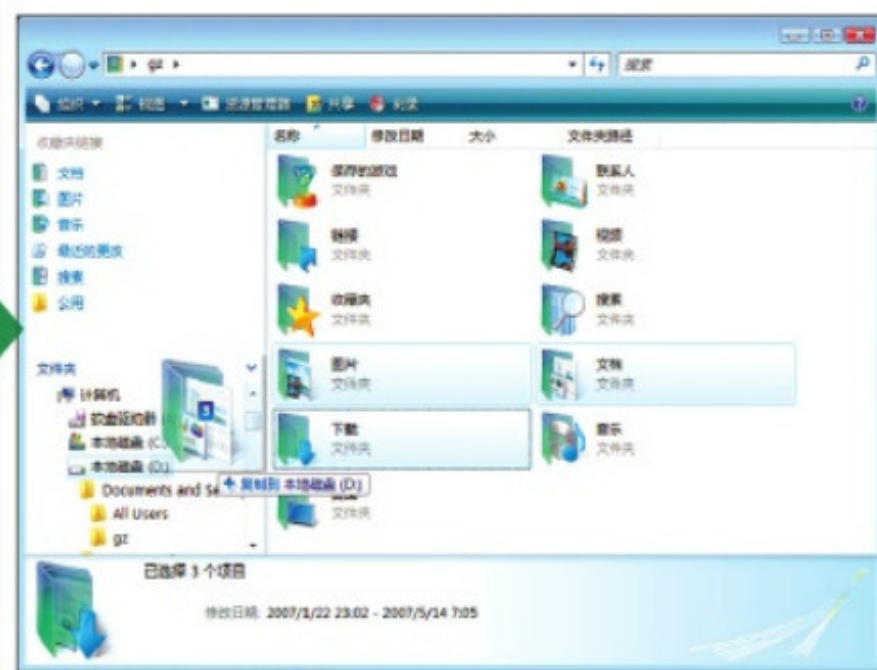 gz
搜索
组织 视图 资源管理器 共享 刻录
收藏夹链接
文档
图片
音乐
最近的更改
搜索
公用
文件夹
计算机
软盘驱动器
本地磁盘 (C:
本地磁盘 (D:)
Documents and Se
All Users
gz
名称 修改日期 大小 文件夹路径
保存的游戏
文件夹
联系人
文件夹
链接
文件夹
视频
文件夹
收藏夹
文件夹
搜索
文件夹
图片
文件夹
文档
文件夹
下载
文件夹
音乐
文件夹
3
复制到 本地磁盘 (D:)
文件夹
已选择 3 个项目
修改日期: 2007/1/22 23:02 - 2007/5/14 7:05